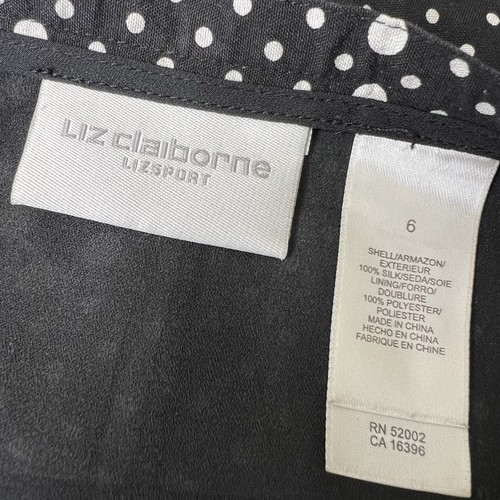 Liz claiborne
LIZSPORT
6
SHELL/ARMAZON/
EXTERIEUR
100% SILK/SEDA/SOIE
LINING/FORRO/
DOUBLURE
100% POLYESTER/
POLIESTER
MADE IN CHINA
HECHO EN CHINA
FABRIQUE EN CHINE
RN 52002
CA 16396